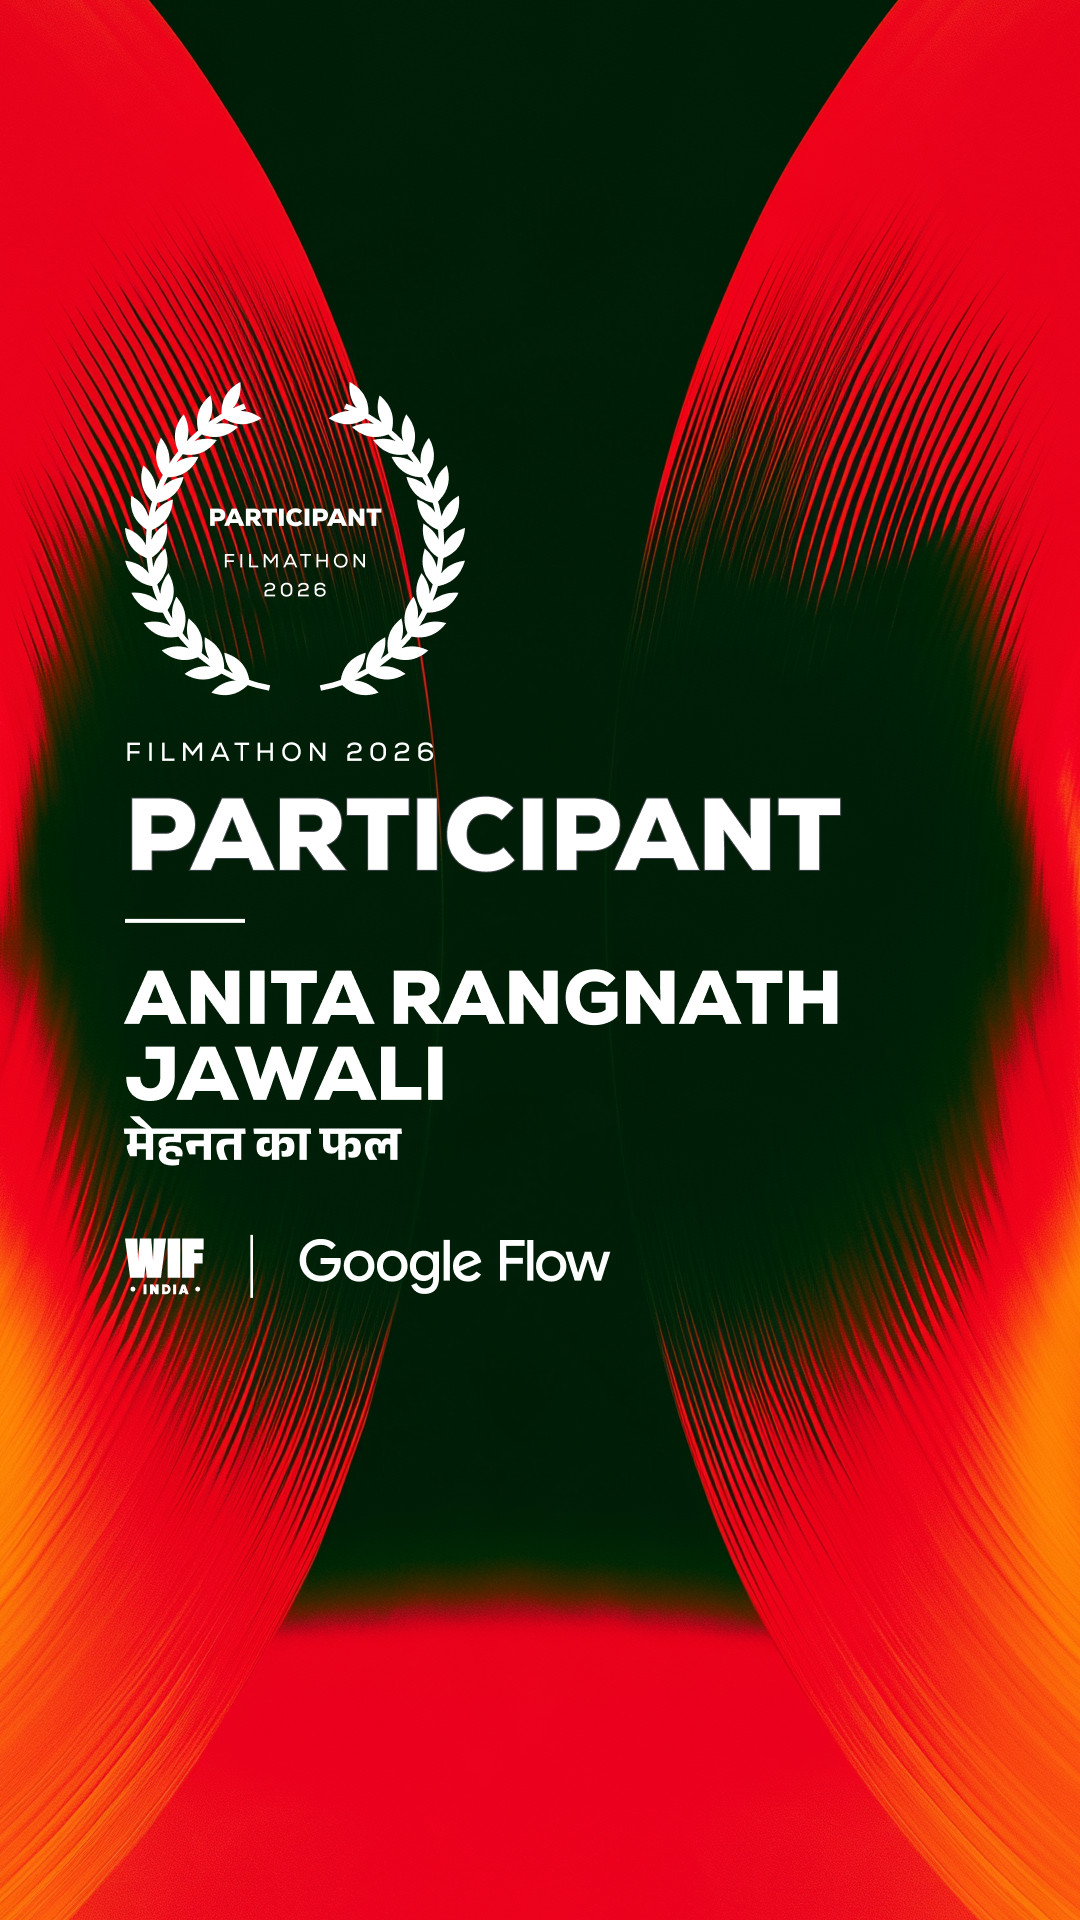 PARTICIPANT
FILMATHON
2026
FILMATHON 2026
PARTICIPANT
ANITA RANGNATH
JAWALI
मेहनत का फल
WIF
• INDIA •
Google Flow